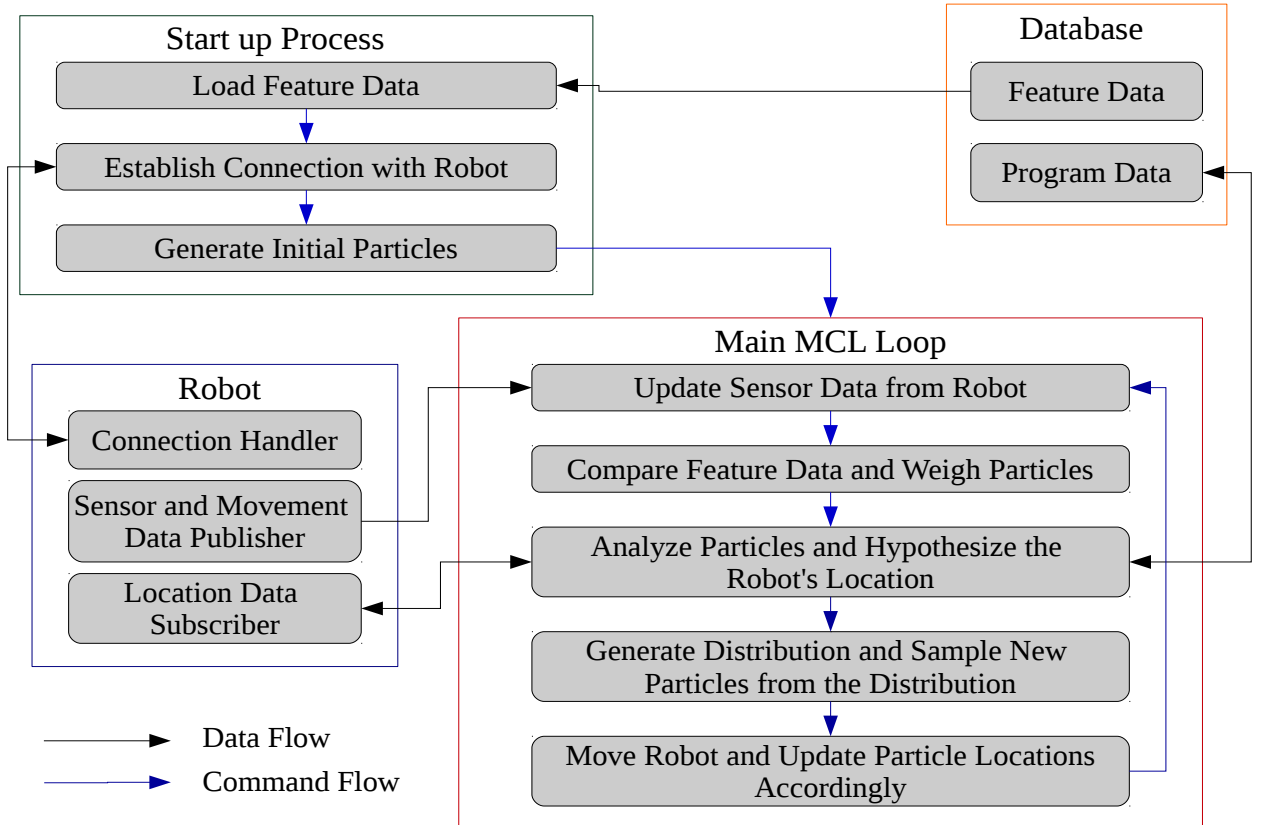 Start up Process
Load Feature Data
Establish Connection with Robot
Generate Initial Particles
Database
Feature Data
Program Data
Robot
Connection Handler
Sensor and Movement
Data Publisher
Location Data
Subscriber
Main MCL Loop
Update Sensor Data from Robot
Compare Feature Data and Weigh Particles
Analyze Particles and Hypothesize the
Robot's Location
Generate Distribution and Sample New
Particles from the Distribution
Move Robot and Update Particle Locations
Accordingly
Data Flow
Command Flow